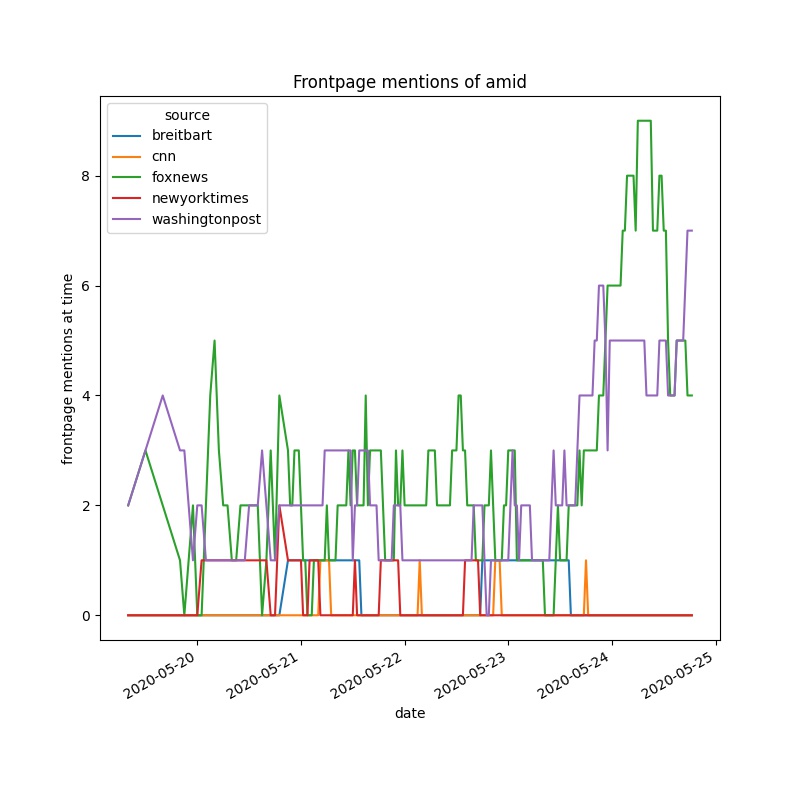 Frontpage mentions of amid
source
breitbart
cnn
foxnews
newyorktimes
washingtonpost
frontpage mentions at time
8
6
4
2
0
2020-05-20
2020-05-21
2020-05-22
2020-05-23
2020-05-24
2020-05-25
date